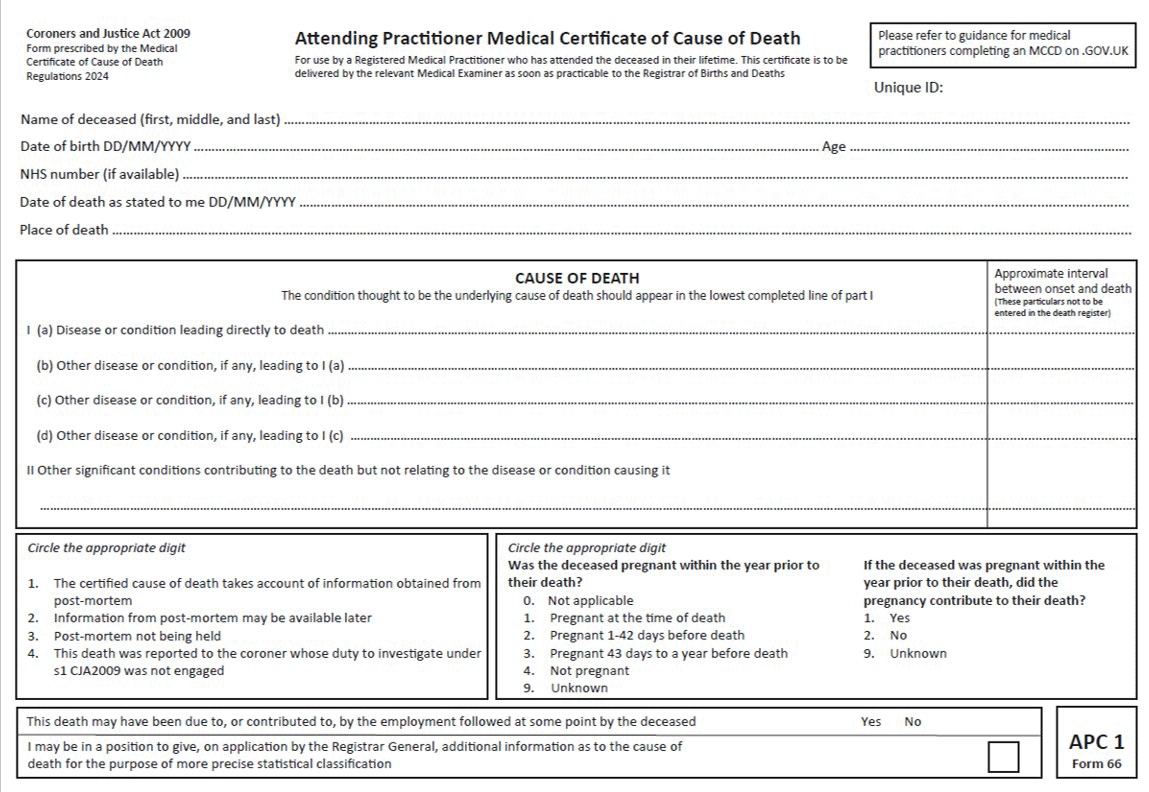 Coroners and Justice Act 2009
Form prescribed by the Medical
Certificate of Cause of Death
Regulations 2024
Attending Practitioner Medical Certificate of Cause of Death
For use by a Registered Medical Practitioner who has attended the deceased in their lifetime. This certificate is to be
delivered by the relevant Medical Examiner as soon as practicable to the Registrar of Births and Deaths
Please refer to guidance for medical
practitioners completing an MCCD on .GOV.UK
Unique ID:
Name of deceased (first, middle, and last)
Date of birth DD/MM/YYYY Age
NHS number (if available)
Date of death as stated to me DD/MM/YYYY
Place of death
CAUSE OF DEATH
The condition thought to be the underlying cause of death should appear in the lowest completed line of part I
Approximate interval
between onset and death
(These particulars not to be
entered in the death register)
I (a) Disease or condition leading directly to death
(b) Other disease or condition, if any, leading to I (a)
(c) Other disease or condition, if any, leading to I (b)
(d) Other disease or condition, if any, leading to I (c)
II Other significant conditions contributing to the death but not relating to the disease or condition causing it
Circle the appropriate digit
1. The certified cause of death takes account of information obtained from
post-mortem
2. Information from post-mortem may be available later
3. Post-mortem not being held
4. This death was reported to the coroner whose duty to investigate under
s1 CJA2009 was not engaged
Circle the appropriate digit
Was the deceased pregnant within the year prior to
their death?
0. Not applicable
1. Pregnant at the time of death
2. Pregnant 1-42 days before death
3. Pregnant 43 days to a year before death
4. Not pregnant
9. Unknown
If the deceased was pregnant within the
year prior to their death, did the
pregnancy contribute to their death?
1. Yes
2. No
9. Unknown
This death may have been due to, or contributed to, by the employment followed at some point by the deceased Yes No
I may be in a position to give, on application by the Registrar General, additional information as to the cause of
death for the purpose of more precise statistical classification
APC 1
Form 66